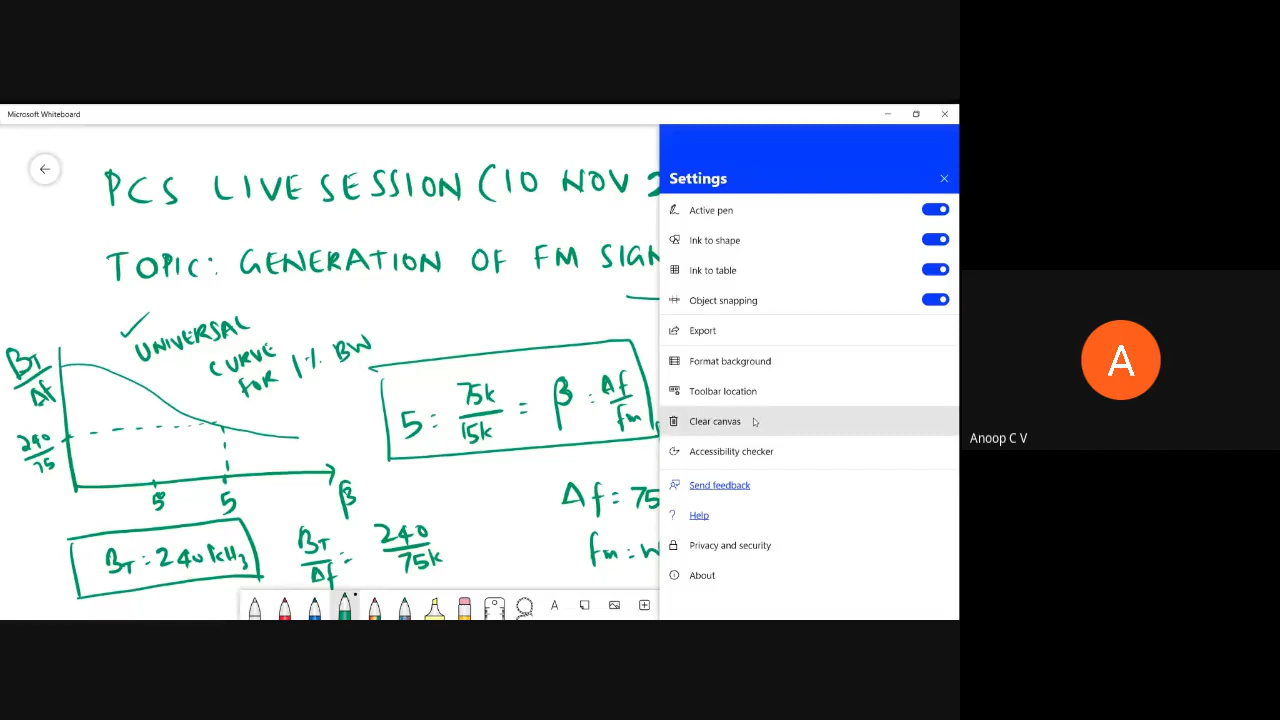 Microsoft Whiteboard
PCS LIVE SESSION (10 NOV 2
TOPIC: GENERATION OF FM SIGN
✓ UNIVERSAL
CURVE
FOR 1% BW
BT/Δf
240/75
5
5
β
5 = 75k/15k = β = Δf/fm
Δf = 75
fm = W
BT = 240 kHz
BT/Δf = 240/75k
Settings
Active pen
Ink to shape
Ink to table
Object snapping
Export
Format background
Toolbar location
Clear canvas
Accessibility checker
Send feedback
Help
Privacy and security
About
A
Anoop C V